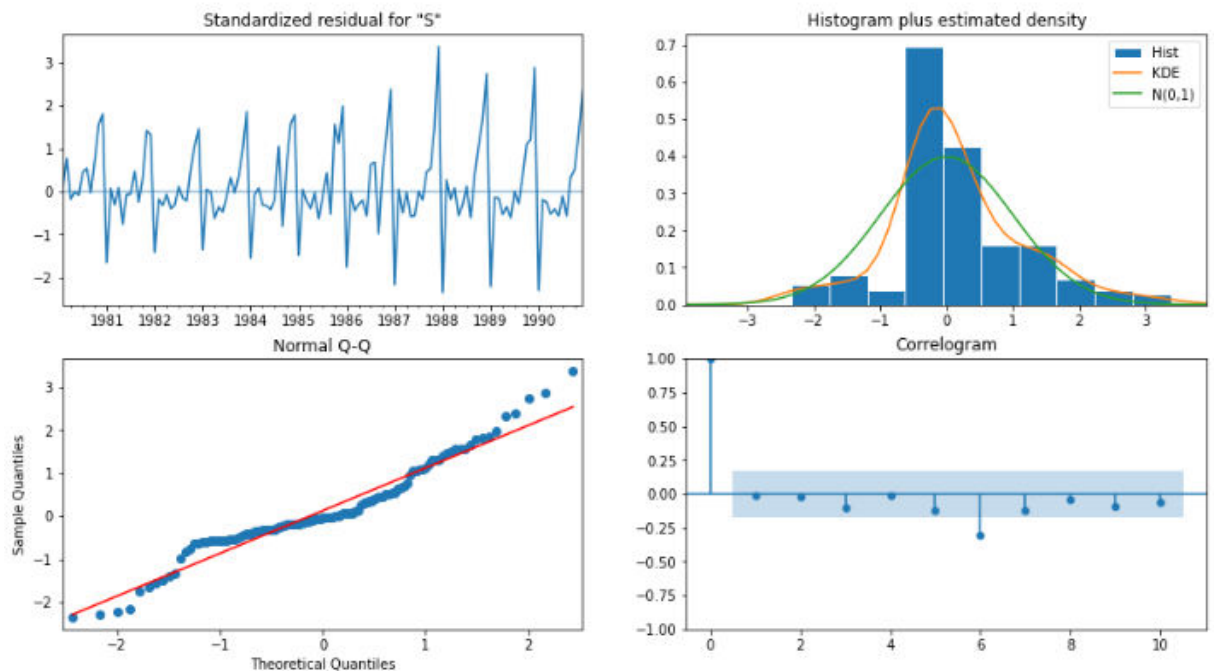 Standardized residual for "S"
3
2
1
0
−1
−2
1981 1982 1983 1984 1985 1986 1987 1988 1989 1990
Histogram plus estimated density
Hist
KDE
N(0,1)
0.7
0.6
0.5
0.4
0.3
0.2
0.1
0.0
−3 −2 −1 0 1 2 3
Normal Q-Q
Sample Quantiles
3
2
1
0
−1
−2
−2 −1 0 1 2
Theoretical Quantiles
Correlogram
1.00
0.75
0.50
0.25
0.00
−0.25
−0.50
−0.75
−1.00
0 2 4 6 8 10